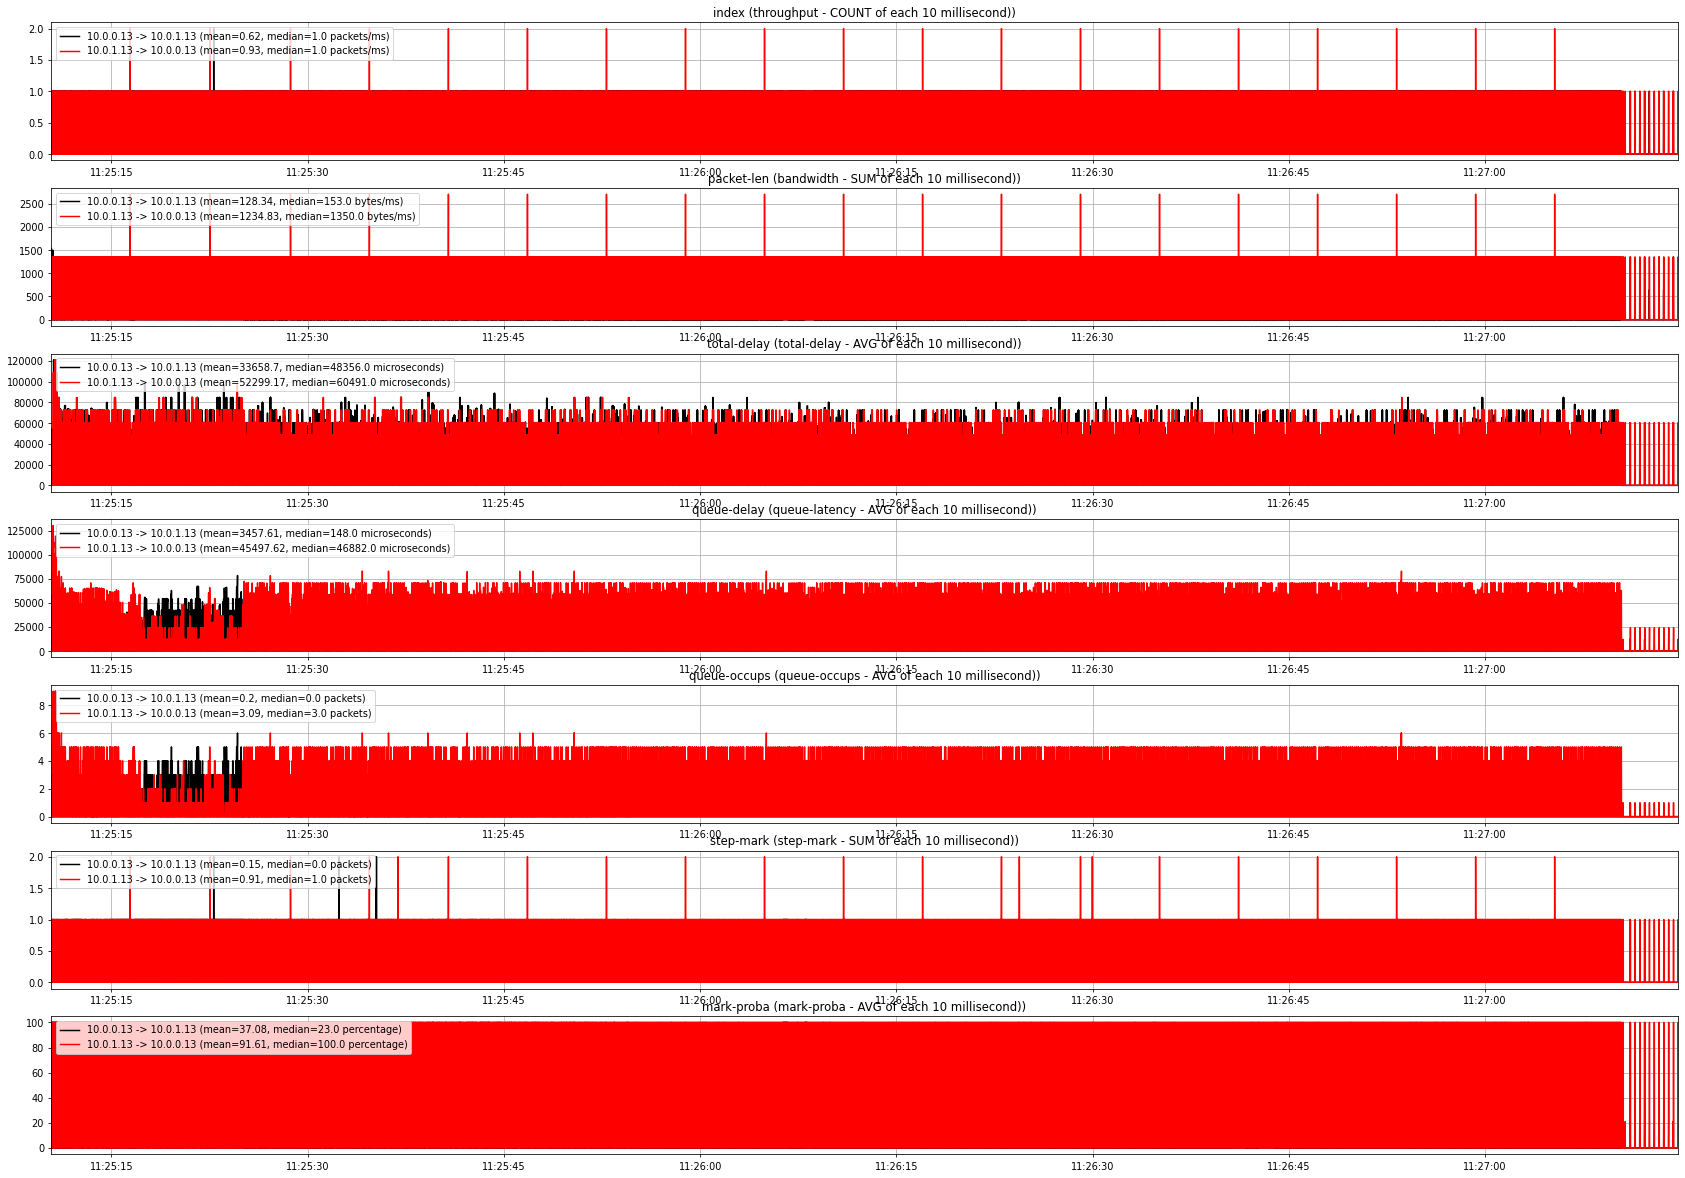 index (throughput - COUNT of each 10 millisecond))
2.0
1.5
1.0
0.5
0.0
10.0.0.13 -> 10.0.1.13 (mean=0.62, median=1.0 packets/ms)
10.0.1.13 -> 10.0.0.13 (mean=0.93, median=1.0 packets/ms)
11:25:15 11:25:30 11:25:45 11:26:00 11:26:15 11:26:30 11:26:45 11:27:00
packet-len (bandwidth - SUM of each 10 millisecond))
2500
2000
1500
1000
500
0
10.0.0.13 -> 10.0.1.13 (mean=128.34, median=153.0 bytes/ms)
10.0.1.13 -> 10.0.0.13 (mean=1234.83, median=1350.0 bytes/ms)
11:25:15 11:25:30 11:25:45 11:26:00 11:26:15 11:26:30 11:26:45 11:27:00
total-delay (total-delay - AVG of each 10 millisecond))
120000
100000
80000
60000
40000
20000
0
10.0.0.13 -> 10.0.1.13 (mean=33658.7, median=48356.0 microseconds)
10.0.1.13 -> 10.0.0.13 (mean=52299.17, median=60491.0 microseconds)
11:25:15 11:25:30 11:25:45 11:26:00 11:26:15 11:26:30 11:26:45 11:27:00
queue-delay (queue-latency - AVG of each 10 millisecond))
125000
100000
75000
50000
25000
0
10.0.0.13 -> 10.0.1.13 (mean=3457.61, median=148.0 microseconds)
10.0.1.13 -> 10.0.0.13 (mean=45497.62, median=46882.0 microseconds)
11:25:15 11:25:30 11:25:45 11:26:00 11:26:15 11:26:30 11:26:45 11:27:00
queue-occups (queue-occups - AVG of each 10 millisecond))
8
6
4
2
0
10.0.0.13 -> 10.0.1.13 (mean=0.2, median=0.0 packets)
10.0.1.13 -> 10.0.0.13 (mean=3.09, median=3.0 packets)
11:25:15 11:25:30 11:25:45 11:26:00 11:26:15 11:26:30 11:26:45 11:27:00
step-mark (step-mark - SUM of each 10 millisecond))
2.0
1.5
1.0
0.5
0.0
10.0.0.13 -> 10.0.1.13 (mean=0.15, median=0.0 packets)
10.0.1.13 -> 10.0.0.13 (mean=0.91, median=1.0 packets)
11:25:15 11:25:30 11:25:45 11:26:00 11:26:15 11:26:30 11:26:45 11:27:00
mark-proba (mark-proba - AVG of each 10 millisecond))
100
80
60
40
20
0
10.0.0.13 -> 10.0.1.13 (mean=37.08, median=23.0 percentage)
10.0.1.13 -> 10.0.0.13 (mean=91.61, median=100.0 percentage)
11:25:15 11:25:30 11:25:45 11:26:00 11:26:15 11:26:30 11:26:45 11:27:00